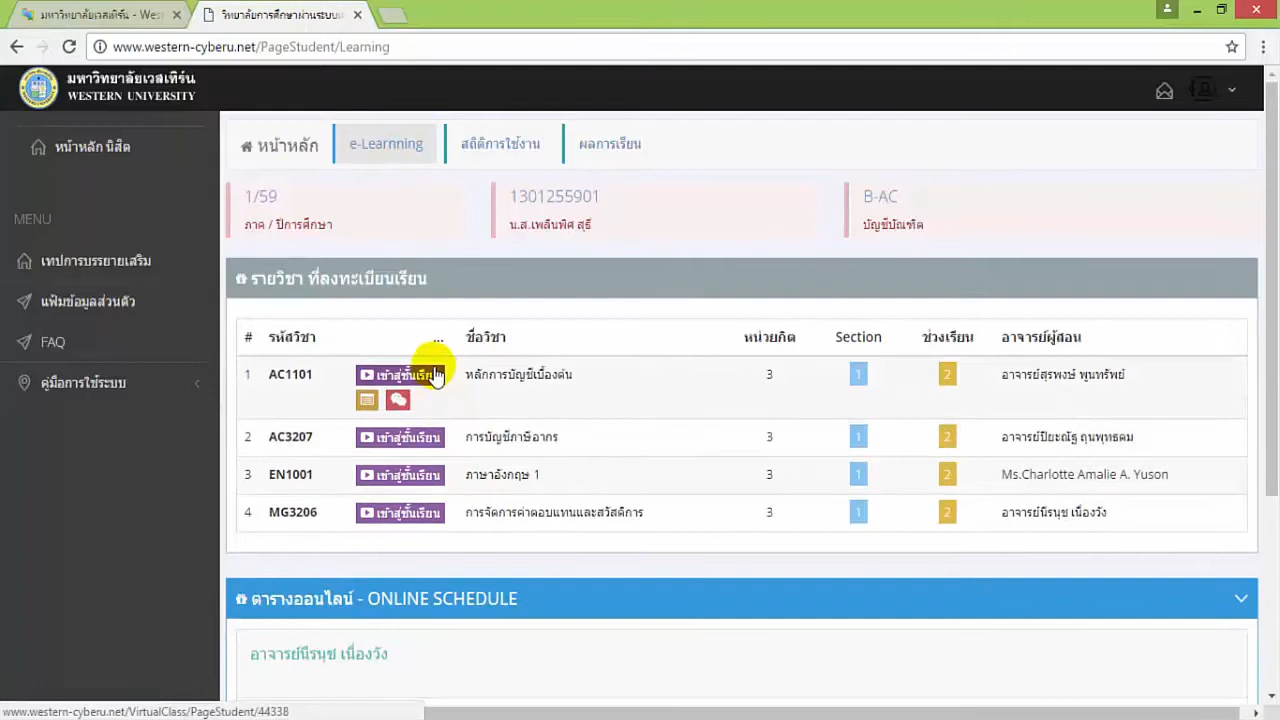 มหาวิทยาลัยเวสเทิร์น - Wes
วิทยาลัยการศึกษาผ่านระบบ
www.western-cyberu.net/PageStudent/Learning
มหาวิทยาลัยเวสเทิร์น
WESTERN UNIVERSITY
หน้าหลัก นิสิต
MENU
เทปการบรรยายเสริม
แฟ้มข้อมูลส่วนตัว
FAQ
คู่มือการใช้ระบบ
หน้าหลัก e-Learnning สถิติการใช้งาน ผลการเรียน
1/59 1301255901 B-AC
ภาค / ปีการศึกษา น.ส.เพลินพิศ สุธี บัญชีบัณฑิต
รายวิชา ที่ลงทะเบียนเรียน
# รหัสวิชา ... ชื่อวิชา หน่วยกิต Section ช่วงเรียน อาจารย์ผู้สอน
1 AC1101 เข้าสู่ชั้นเรียน หลักการบัญชีเบื้องต้น 3 1 2 อาจารย์สุรพงษ์ พูนทรัพย์
2 AC3207 เข้าสู่ชั้นเรียน การบัญชีภาษีอากร 3 1 2 อาจารย์ปิยะณัฐ ถุนพุทธดม
3 EN1001 เข้าสู่ชั้นเรียน ภาษาอังกฤษ 1 3 1 2 Ms.Charlotte Amalie A. Yuson
4 MG3206 เข้าสู่ชั้นเรียน การจัดการค่าตอบแทนและสวัสดิการ 3 1 2 อาจารย์นีรนุช เนื่องวัง
ตารางออนไลน์ - ONLINE SCHEDULE
อาจารย์นีรนุช เนื่องวัง
www.western-cyberu.net/VirtualClass/PageStudent/44338